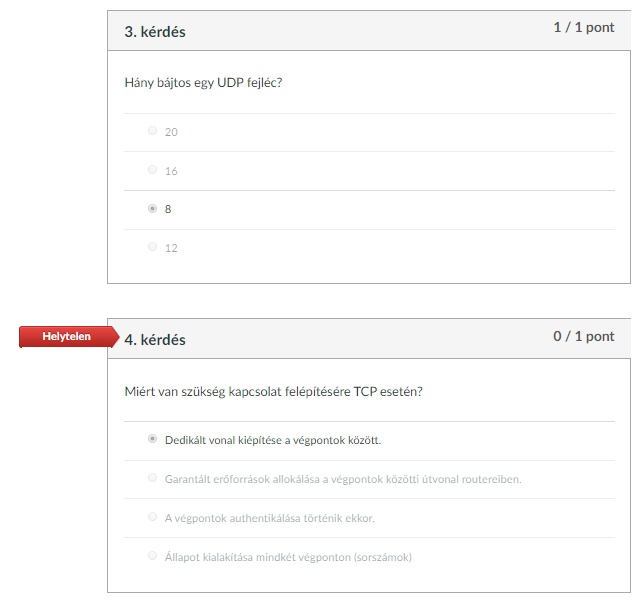 3. kérdés
1 / 1 pont
Hány bájtos egy UDP fejléc?
20
16
8
12
Helytelen
4. kérdés
0 / 1 pont
Miért van szükség kapcsolat felépítésére TCP esetén?
Dedikált vonal kiépítése a végpontok között.
Garantált erőforrások allokálása a végpontok közötti útvonal routereiben.
A végpontok authentikálása történik ekkor.
Állapot kialakítása mindkét végponton (sorszámok)